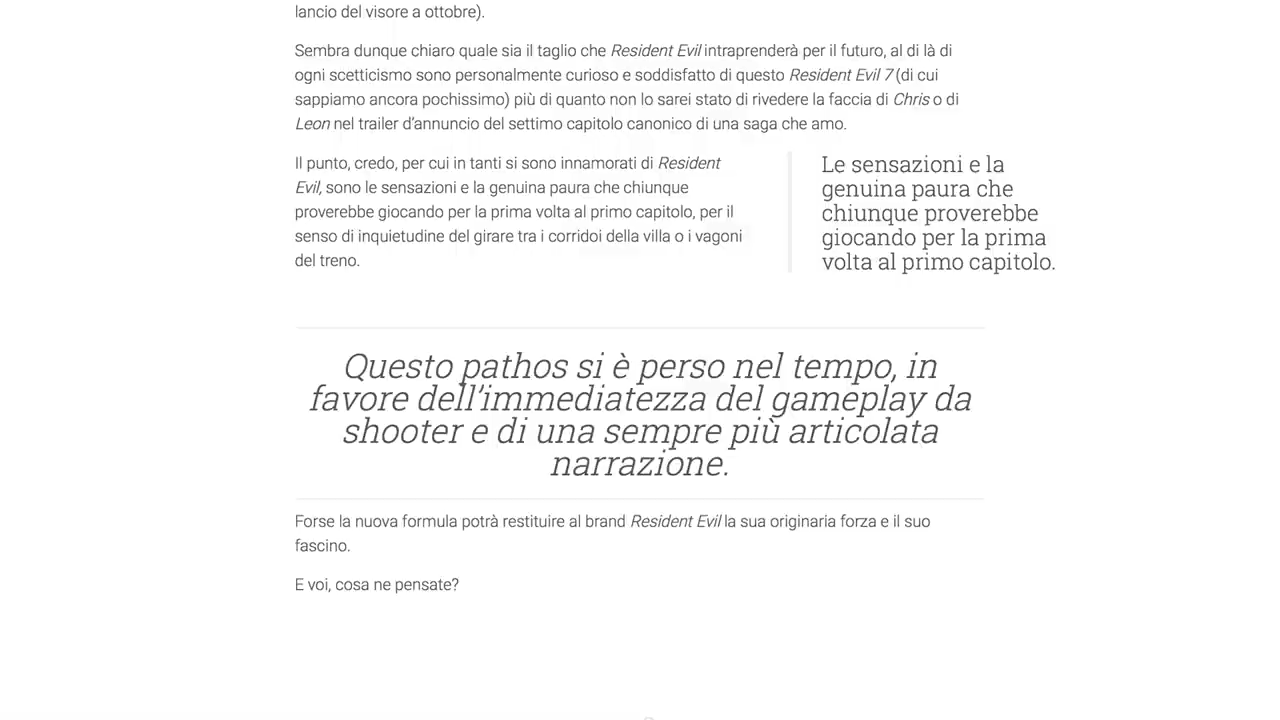 lancio del visore a ottobre).
Sembra dunque chiaro quale sia il taglio che Resident Evil intraprenderà per il futuro, al di là di
ogni scetticismo sono personalmente curioso e soddisfatto di questo Resident Evil 7 (di cui
sappiamo ancora pochissimo) più di quanto non lo sarei stato di rivedere la faccia di Chris o di
Leon nel trailer d’annuncio del settimo capitolo canonico di una saga che amo.
Il punto, credo, per cui in tanti si sono innamorati di Resident
Evil, sono le sensazioni e la genuina paura che chiunque
proverebbe giocando per la prima volta al primo capitolo, per il
senso di inquietudine del girare tra i corridoi della villa o i vagoni
del treno.
Le sensazioni e la
genuina paura che
chiunque proverebbe
giocando per la prima
volta al primo capitolo.
Questo pathos si è perso nel tempo, in
favore dell’immediatezza del gameplay da
shooter e di una sempre più articolata
narrazione.
Forse la nuova formula potrà restituire al brand Resident Evil la sua originaria forza e il suo
fascino.
E voi, cosa ne pensate?